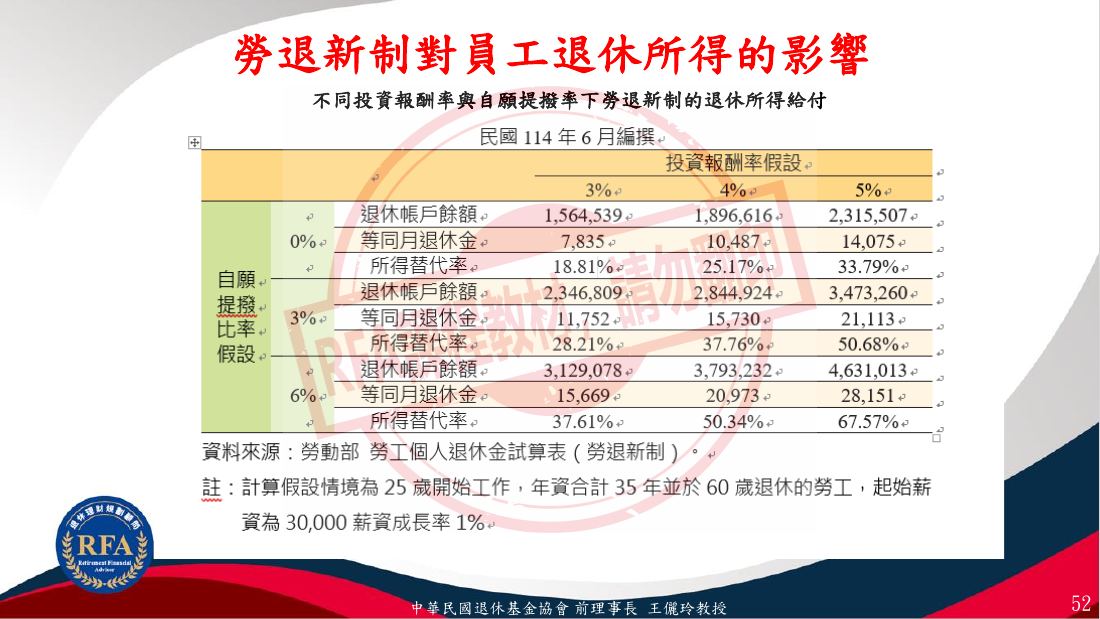 勞退新制對員工退休所得的影響
不同投資報酬率與自願提撥率下勞退新制的退休所得給付
民國 114 年 6 月編撰
投資報酬率假設
3% 4% 5%
自願提撥比率假設
0%
退休帳戶餘額 1,564,539 1,896,616 2,315,507
等同月退休金 7,835 10,487 14,075
所得替代率 18.81% 25.17% 33.79%
3%
退休帳戶餘額 2,346,809 2,844,924 3,473,260
等同月退休金 11,752 15,730 21,113
所得替代率 28.21% 37.76% 50.68%
6%
退休帳戶餘額 3,129,078 3,793,232 4,631,013
等同月退休金 15,669 20,973 28,151
所得替代率 37.61% 50.34% 67.57%
資料來源：勞動部 勞工個人退休金試算表（勞退新制）。
註：計算假設情境為 25 歲開始工作，年資合計 35 年並於 60 歲退休的勞工，起始薪
資為 30,000 薪資成長率 1%
退休理財規劃顧問
RFA
Retirement Financial
Advisor
中華民國退休基金協會 前理事長 王儷玲教授
52